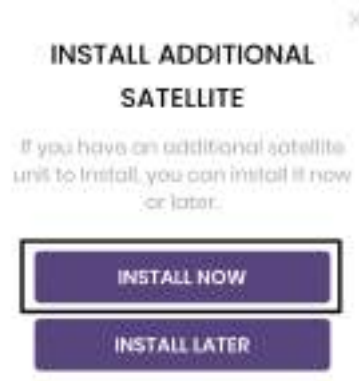 INSTALL ADDITIONAL
SATELLITE
If you have an additional satellite
unit to install, you can install it now
or later.
INSTALL NOW
INSTALL LATER